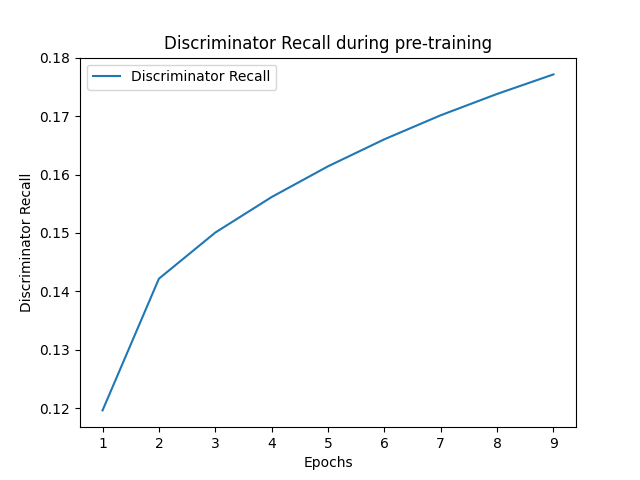 Discriminator Recall during pre-training
Discriminator Recall
Discriminator Recall
0.18
0.17
0.16
0.15
0.14
0.13
0.12
1 2 3 4 5 6 7 8 9
Epochs